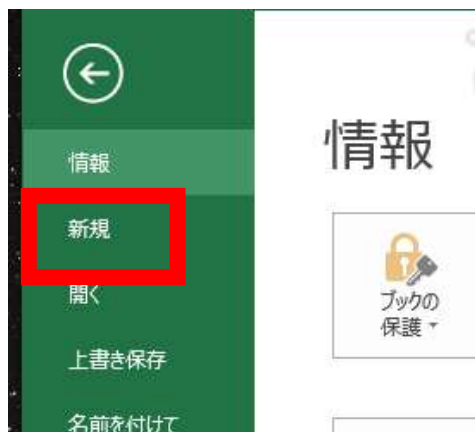 情報
新規
開く
上書き保存
名前を付けて
情報
ブックの
保護